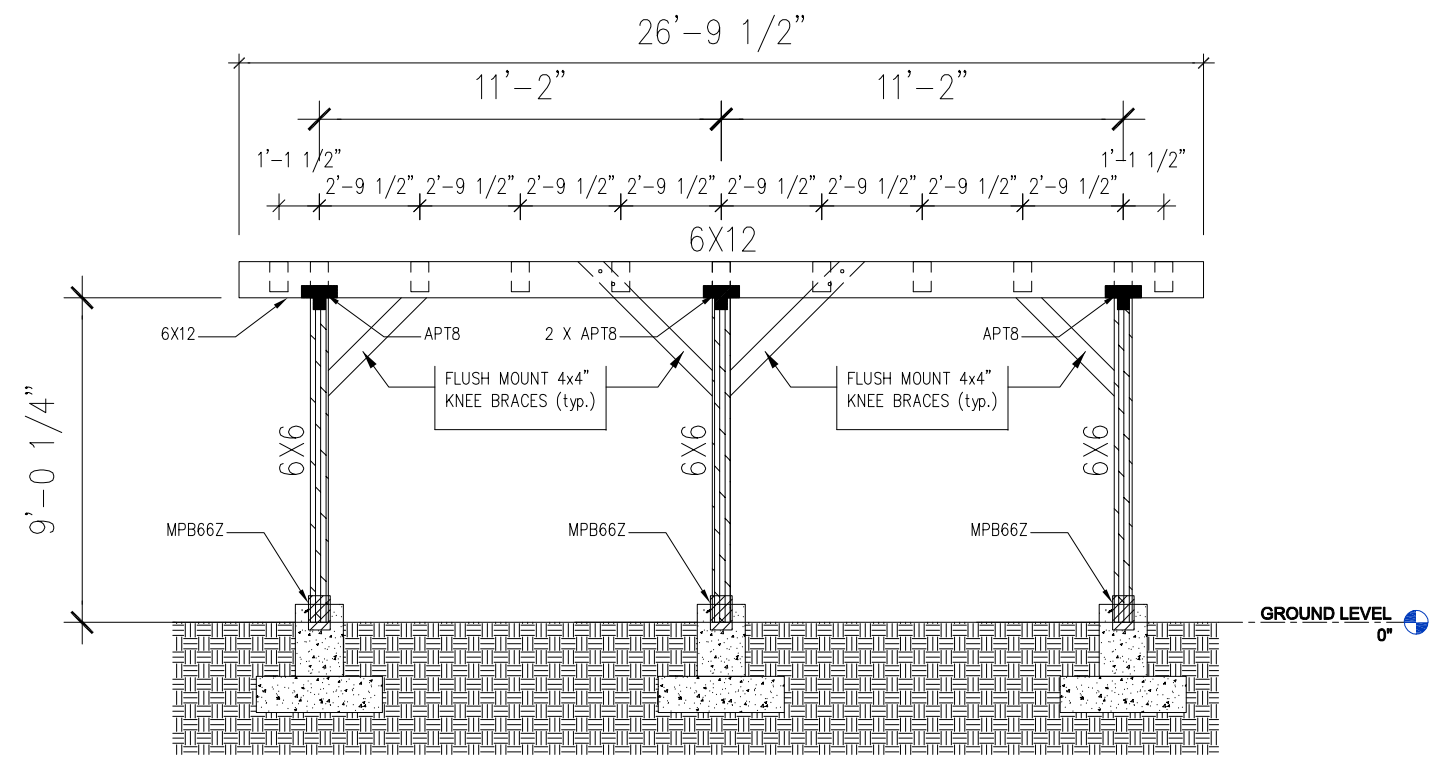 26'-9 1/2"
11'-2" 11'-2"
1'-1 1/2" 1'-1 1/2"
2'-9 1/2" 2'-9 1/2" 2'-9 1/2" 2'-9 1/2" 2'-9 1/2" 2'-9 1/2" 2'-9 1/2" 2'-9 1/2"
6X12
6X12 APT8 2 X APT8 APT8
FLUSH MOUNT 4x4"
KNEE BRACES (typ.)
FLUSH MOUNT 4x4"
KNEE BRACES (typ.)
9'-0 1/4"
6X6 6X6 6X6
MPB66Z MPB66Z MPB66Z
GROUND LEVEL
0"